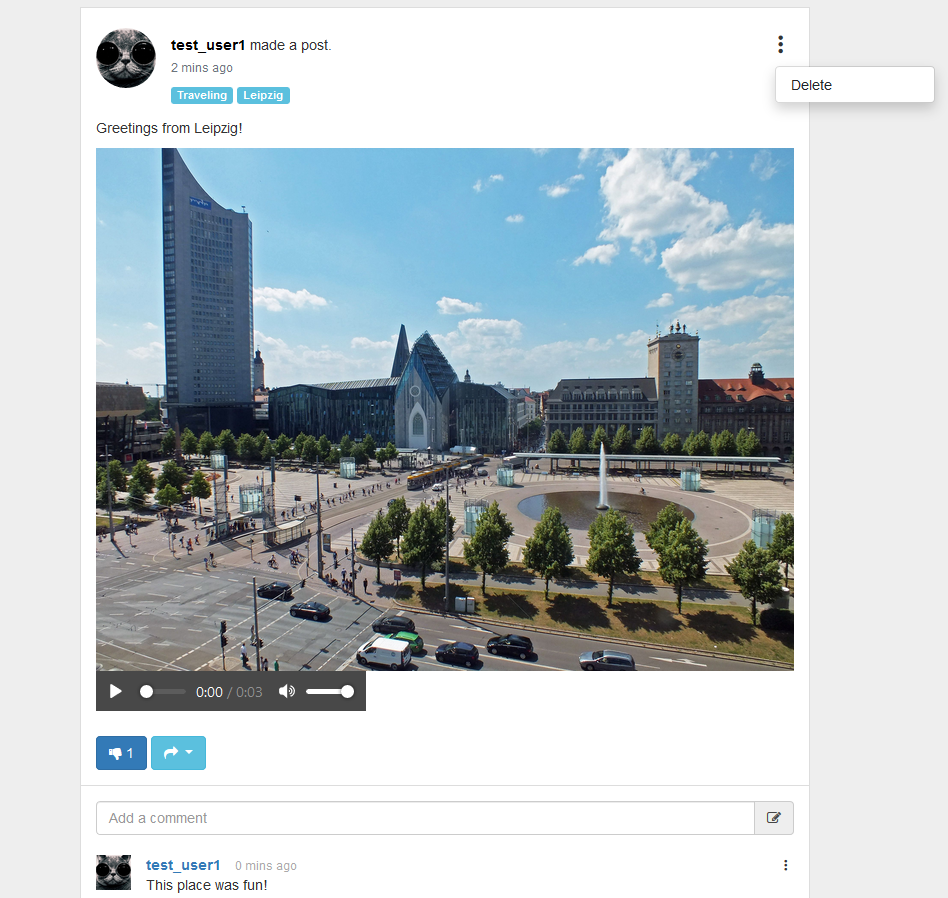 test_user1 made a post.
2 mins ago
Delete
Traveling Leipzig
Greetings from Leipzig!
0:00 / 0:03
1
Add a comment
test_user1 0 mins ago
This place was fun!